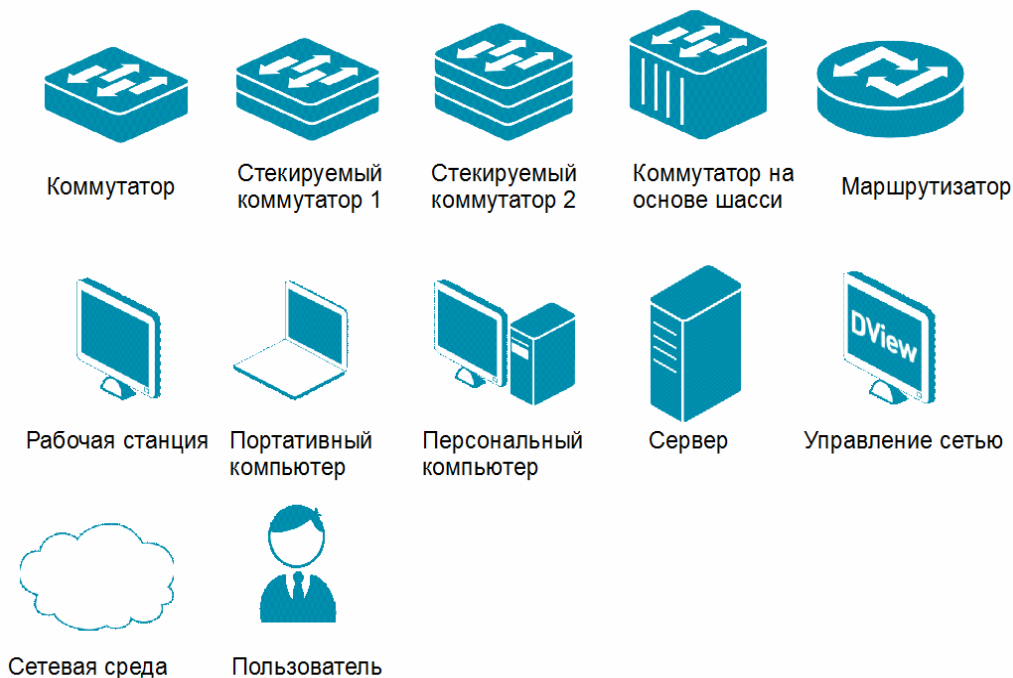 Коммутатор
Стекируемый
коммутатор 1
Стекируемый
коммутатор 2
Коммутатор на
основе шасси
Маршрутизатор
DView
Рабочая станция
Портативный
компьютер
Персональный
компьютер
Сервер
Управление сетью
Сетевая среда
Пользователь